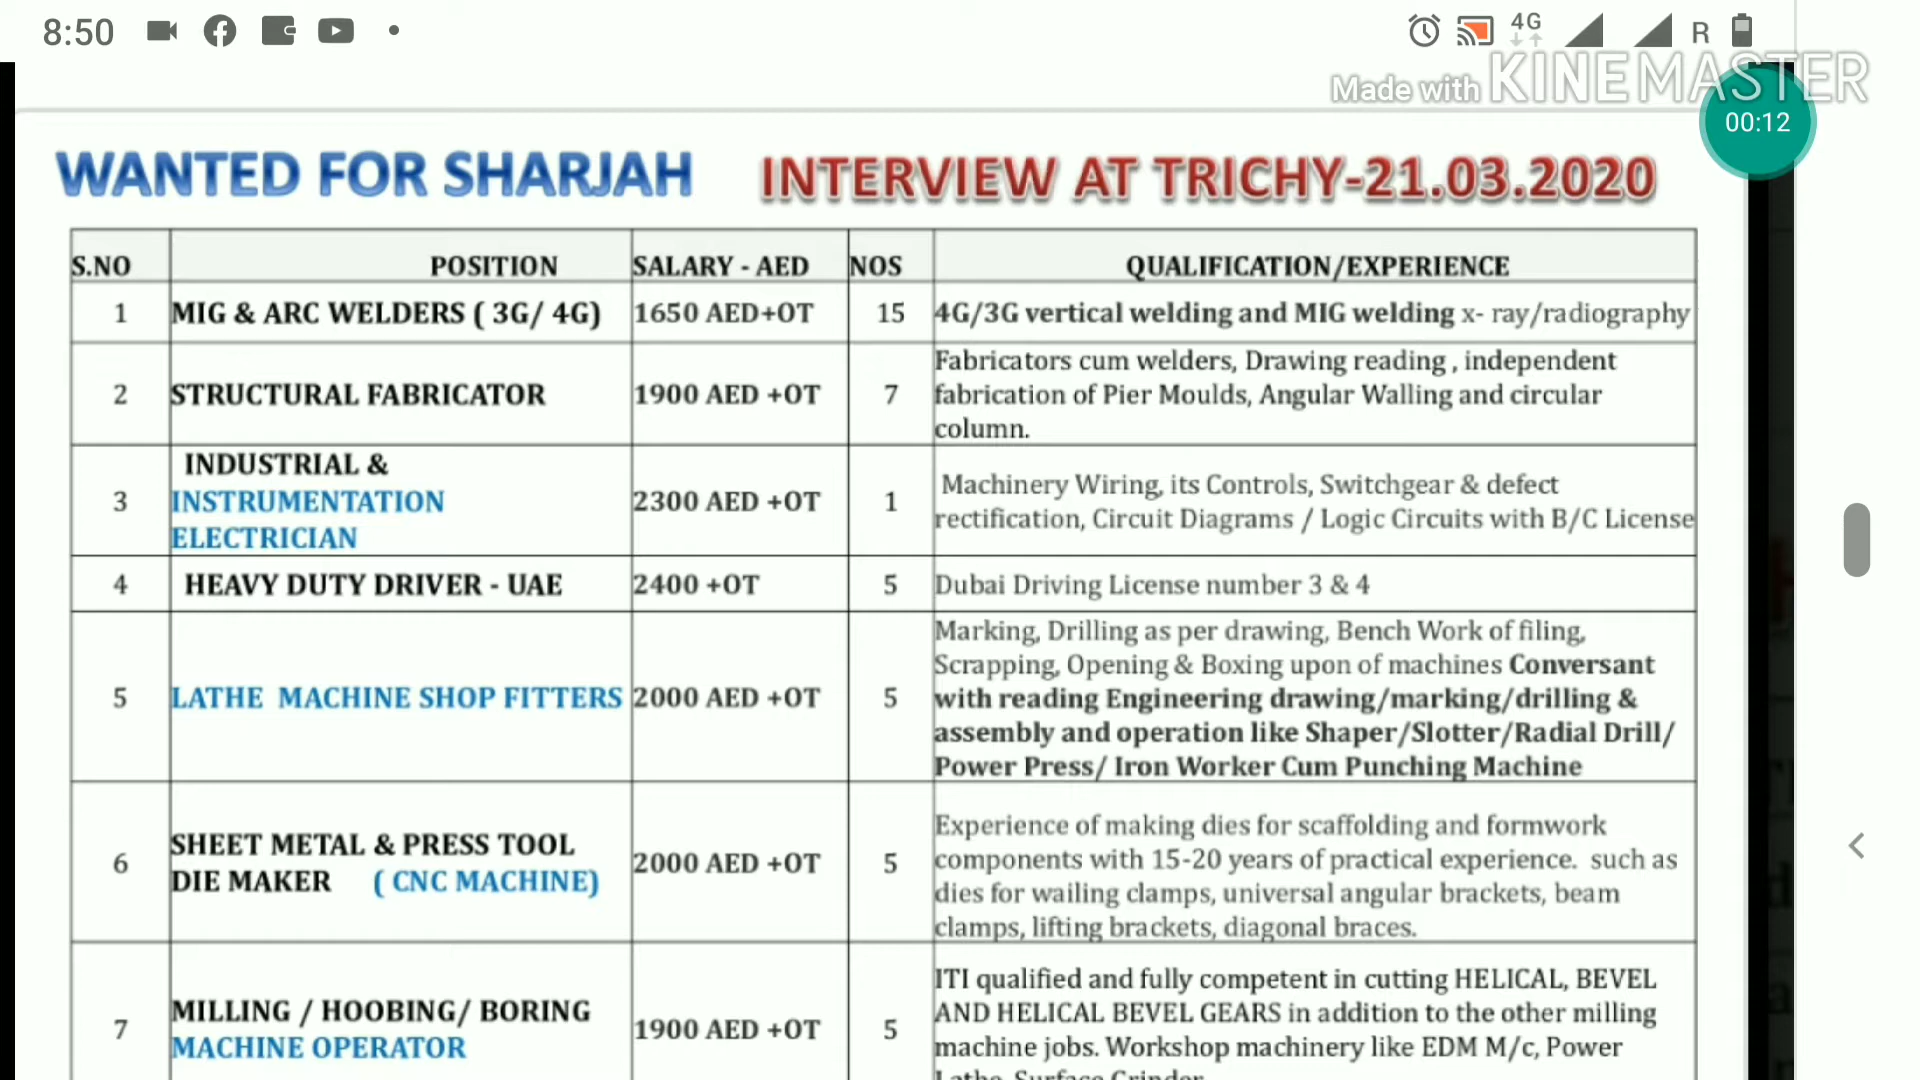 8:50
4G
R
Made with KINEMASTER
00:12
WANTED FOR SHARJAH INTERVIEW AT TRICHY-21.03.2020
S.NO POSITION SALARY - AED NOS QUALIFICATION/EXPERIENCE
1 MIG & ARC WELDERS ( 3G/ 4G) 1650 AED+OT 15 4G/3G vertical welding and MIG welding x- ray/radiography
2 STRUCTURAL FABRICATOR 1900 AED +OT 7 Fabricators cum welders, Drawing reading , independent
fabrication of Pier Moulds, Angular Walling and circular
column.
3 INDUSTRIAL &
INSTRUMENTATION
ELECTRICIAN 2300 AED +OT 1 Machinery Wiring, its Controls, Switchgear & defect
rectification, Circuit Diagrams / Logic Circuits with B/C License
4 HEAVY DUTY DRIVER - UAE 2400 +OT 5 Dubai Driving License number 3 & 4
5 LATHE MACHINE SHOP FITTERS 2000 AED +OT 5 Marking, Drilling as per drawing, Bench Work of filing,
Scrapping, Opening & Boxing upon of machines Conversant
with reading Engineering drawing/marking/drilling &
assembly and operation like Shaper/Slotter/Radial Drill/
Power Press/ Iron Worker Cum Punching Machine
6 SHEET METAL & PRESS TOOL
DIE MAKER ( CNC MACHINE) 2000 AED +OT 5 Experience of making dies for scaffolding and formwork
components with 15-20 years of practical experience. such as
dies for wailing clamps, universal angular brackets, beam
clamps, lifting brackets, diagonal braces.
7 MILLING / HOOBING/ BORING
MACHINE OPERATOR 1900 AED +OT 5 ITI qualified and fully competent in cutting HELICAL, BEVEL
AND HELICAL BEVEL GEARS in addition to the other milling
machine jobs. Workshop machinery like EDM M/c, Power
Lathe, Surface Grinder